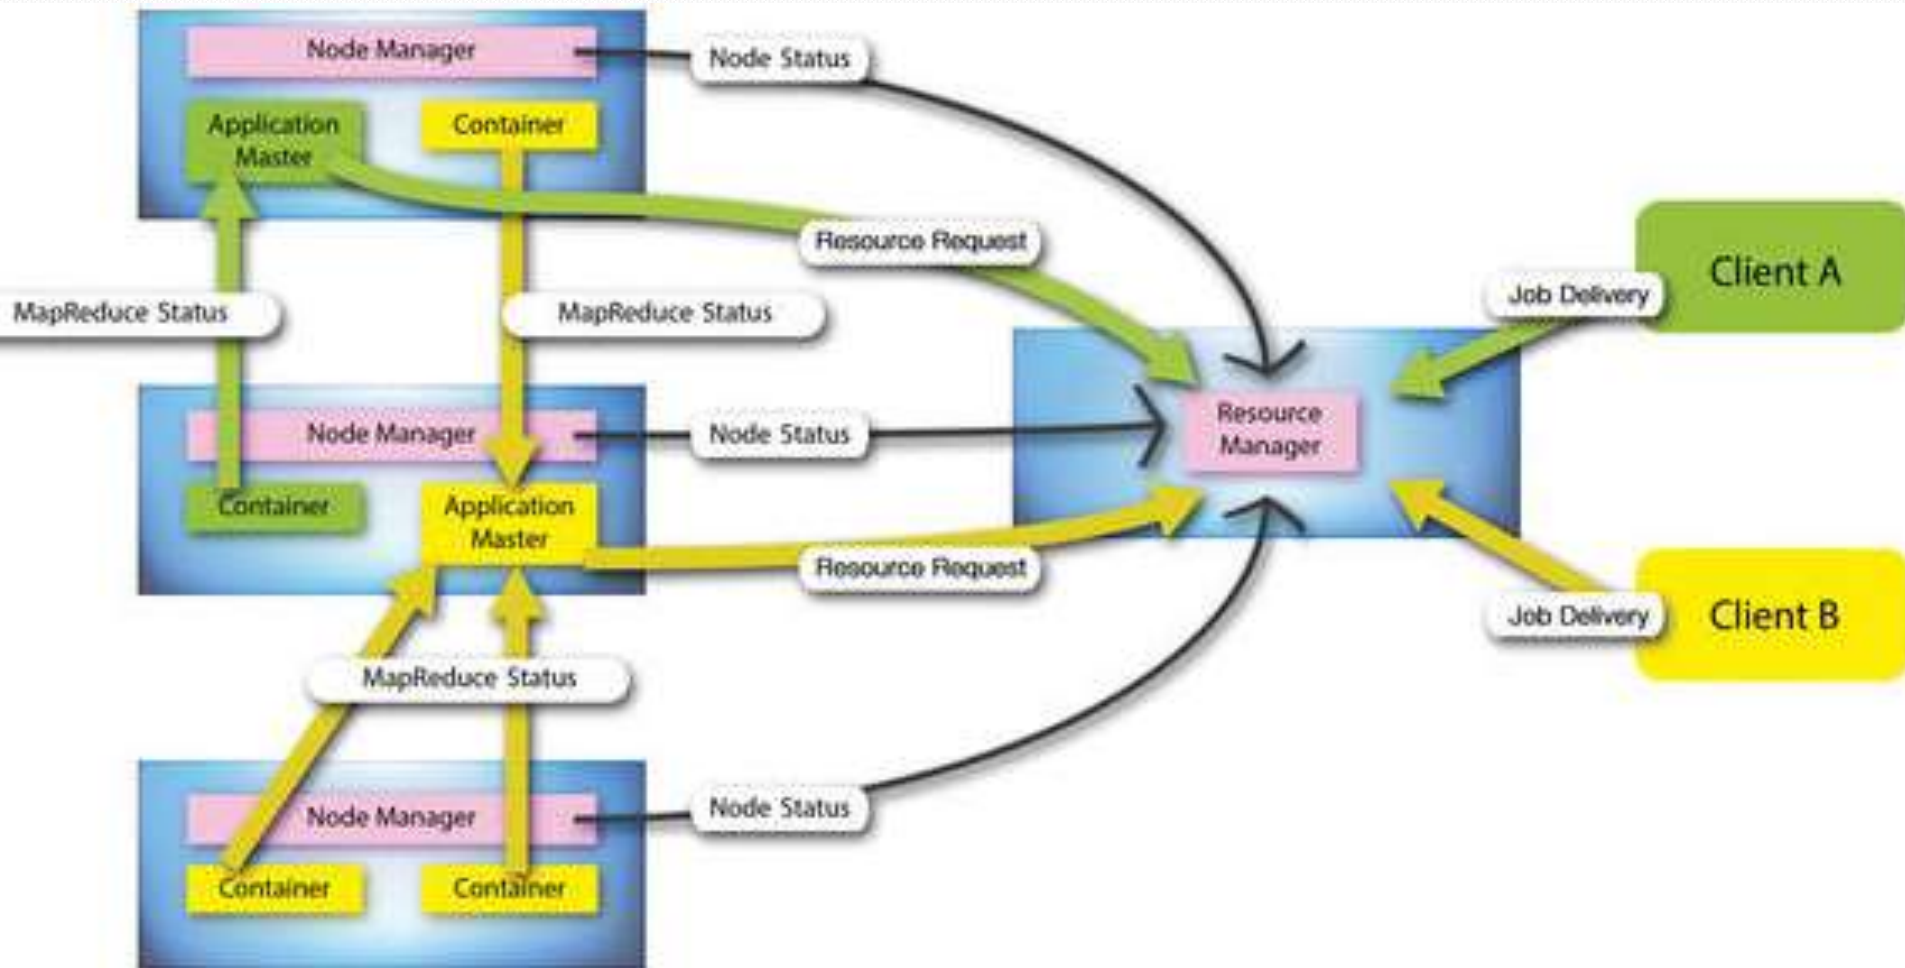 Node Manager
Node Status
Application
Master
Container
Resource Request
Client A
Job Delivery
MapReduce Status
MapReduce Status
Node Manager
Node Status
Resource
Manager
Container
Application
Master
Resource Request
Job Delivery
Client B
MapReduce Status
Node Manager
Node Status
Container
Container